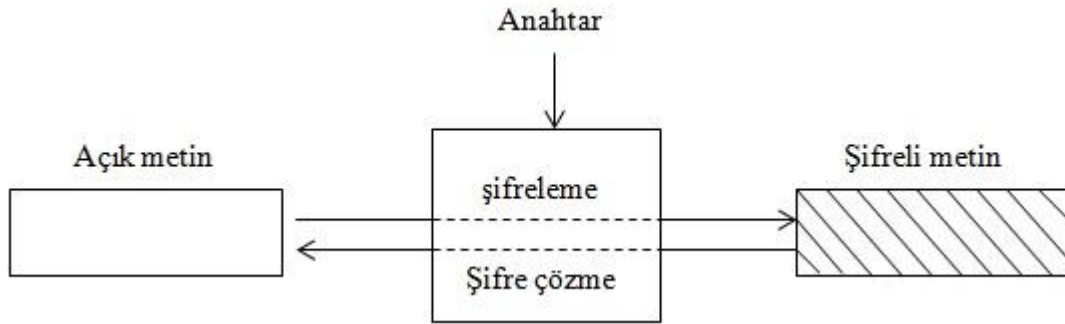 Anahtar
Açık metin
Şifreli metin
şifreleme
Şifre çözme